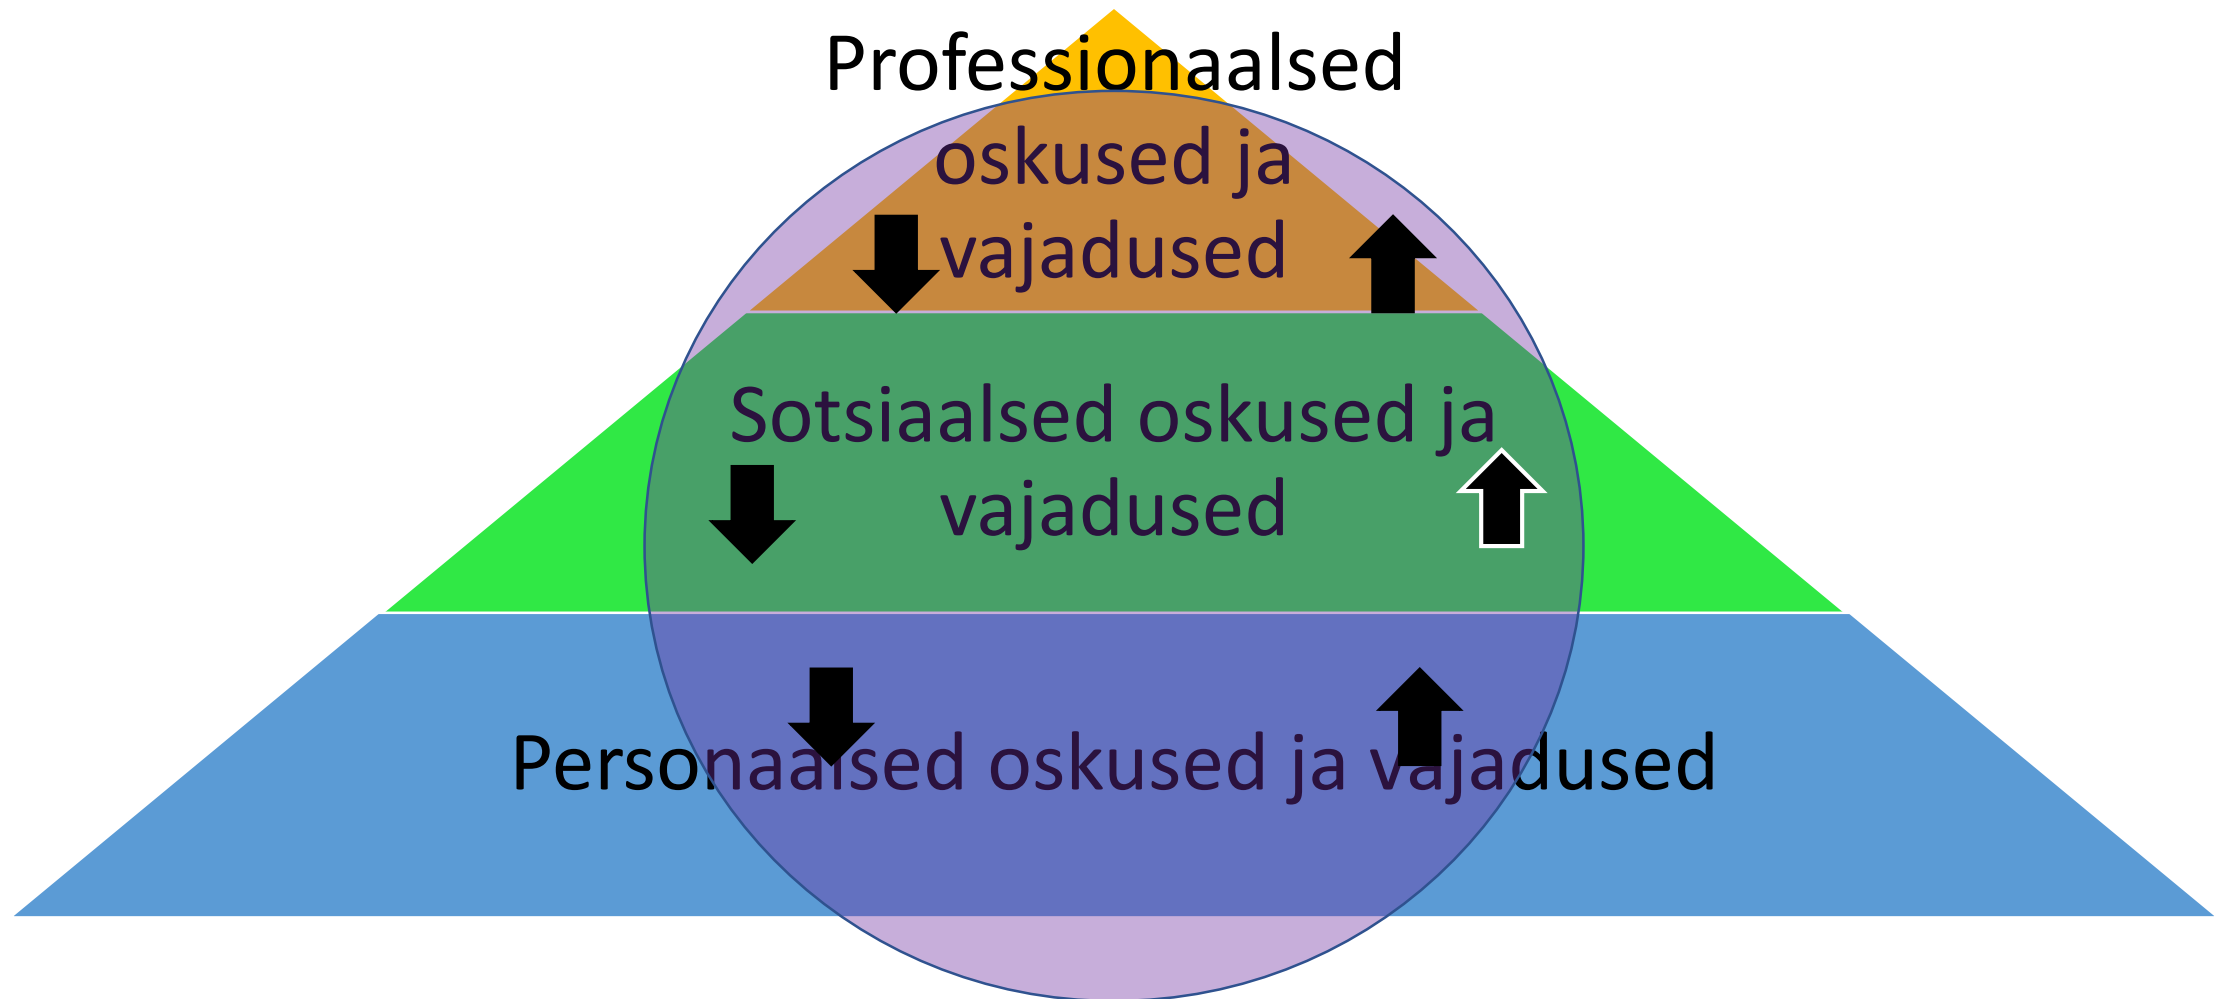 Professionaalsed
oskused ja
vajadused
Sotsiaalsed oskused ja
vajadused
Personaalsed oskused ja vajadused